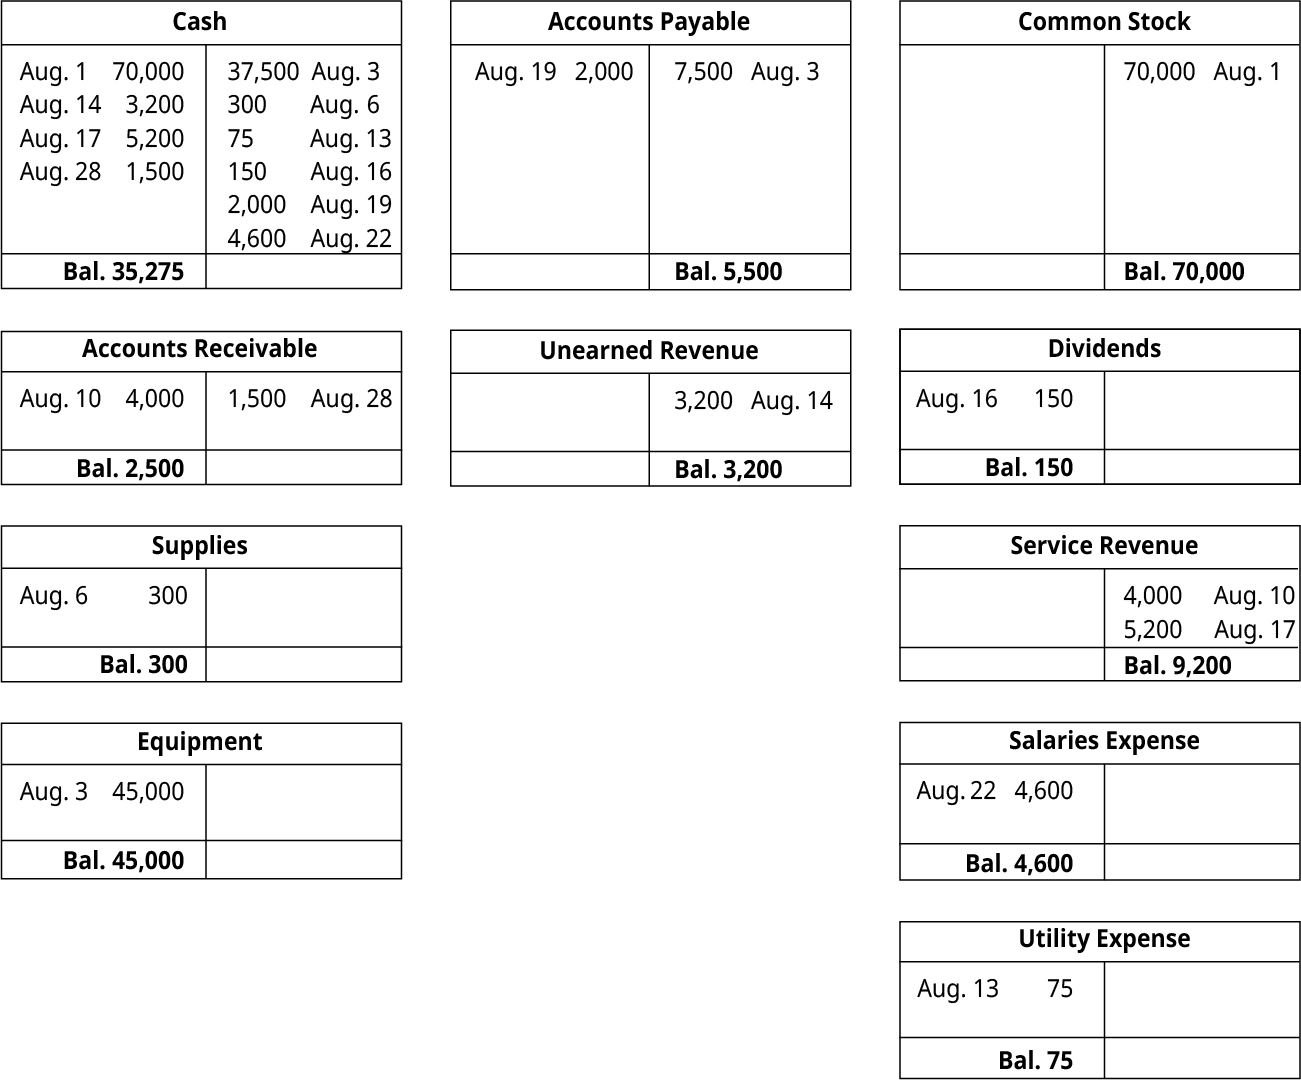 Cash
Aug. 1 70,000 37,500 Aug. 3
Aug. 14 3,200 300 Aug. 6
Aug. 17 5,200 75 Aug. 13
Aug. 28 1,500 150 Aug. 16
2,000 Aug. 19
4,600 Aug. 22
Bal. 35,275
Accounts Payable
Aug. 19 2,000 7,500 Aug. 3
Bal. 5,500
Common Stock
70,000 Aug. 1
Bal. 70,000
Accounts Receivable
Aug. 10 4,000 1,500 Aug. 28
Bal. 2,500
Unearned Revenue
3,200 Aug. 14
Bal. 3,200
Dividends
Aug. 16 150
Bal. 150
Supplies
Aug. 6 300
Bal. 300
Service Revenue
4,000 Aug. 10
5,200 Aug. 17
Bal. 9,200
Equipment
Aug. 3 45,000
Bal. 45,000
Salaries Expense
Aug. 22 4,600
Bal. 4,600
Utility Expense
Aug. 13 75
Bal. 75